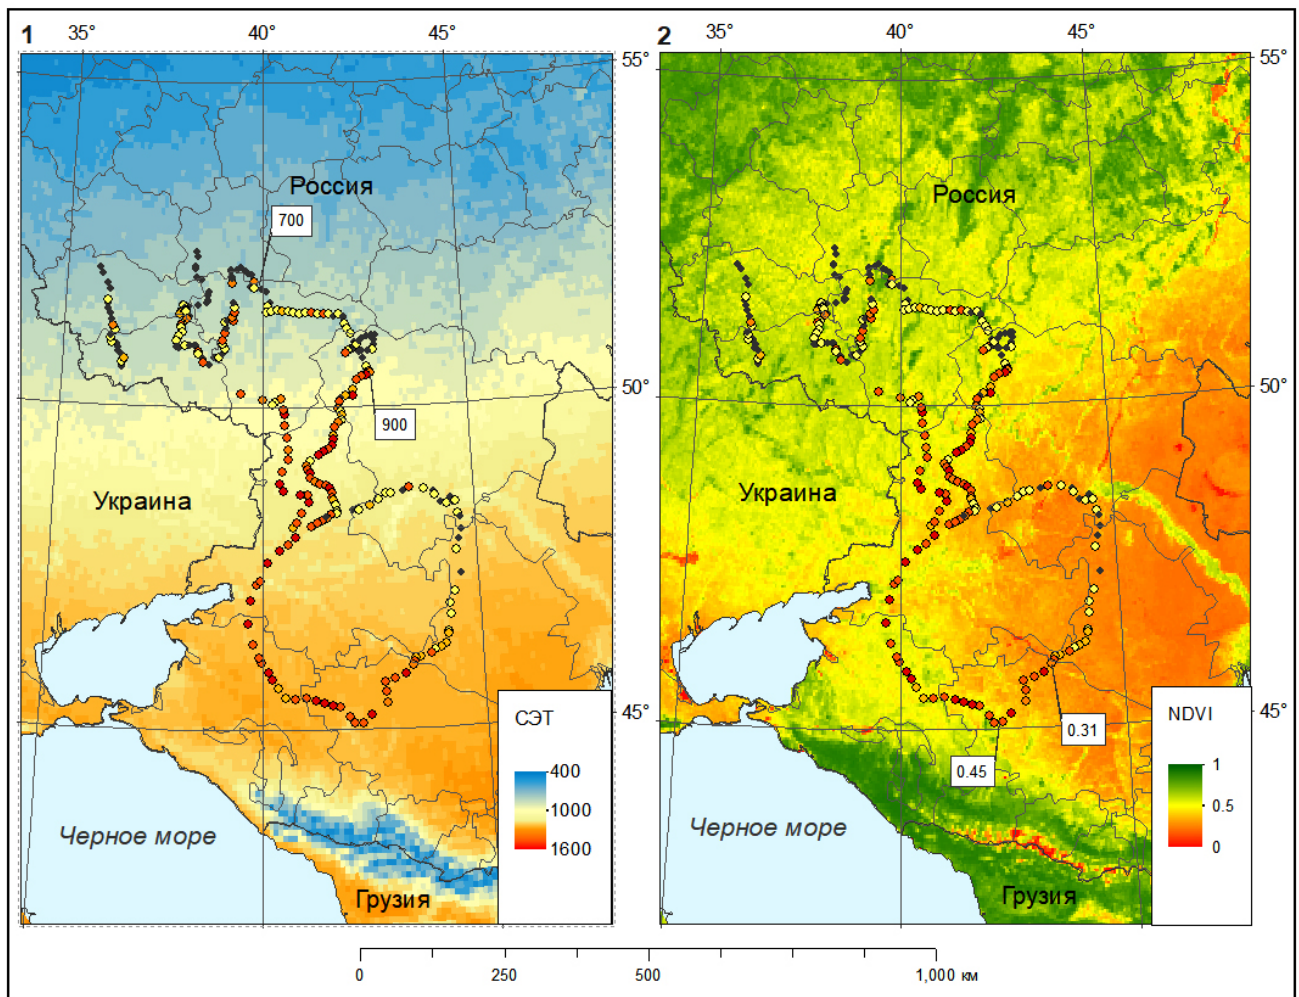 1
35°
40°
45°
2
35°
40°
45°
55°
55°
Россия
700
Россия
50°
50°
900
Украина
Украина
45°
45°
СЭТ
400
1000
1600
NDVI
1
0.5
0
0.31
0.45
Черное море
Черное море
Грузия
Грузия
0
250
500
1,000 км